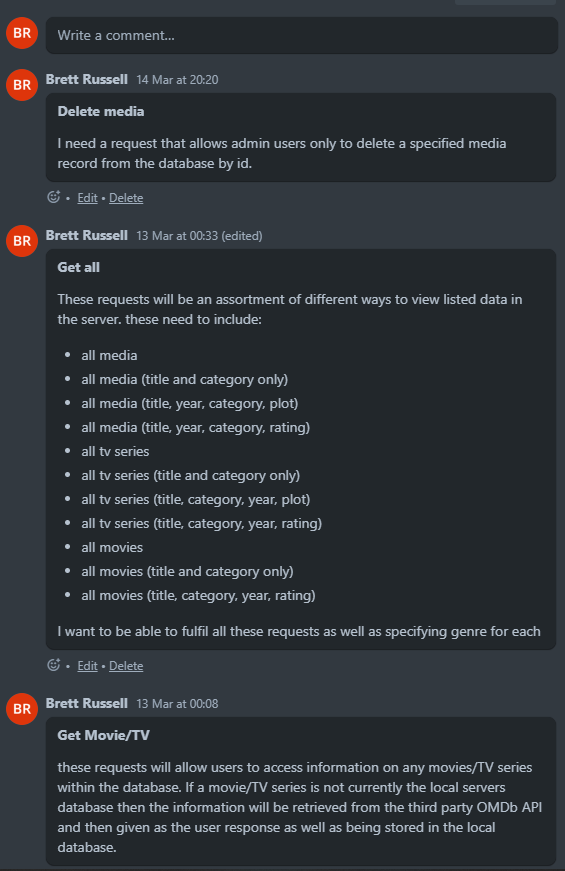 BR Write a comment...
BR Brett Russell 14 Mar at 20:20
Delete media
I need a request that allows admin users only to delete a specified media
record from the database by id.
• Edit • Delete
BR Brett Russell 13 Mar at 00:33 (edited)
Get all
These requests will be an assortment of different ways to view listed data in
the server. these need to include:
• all media
• all media (title and category only)
• all media (title, year, category, plot)
• all media (title, year, category, rating)
• all tv series
• all tv series (title and category only)
• all tv series (title, category, year, plot)
• all tv series (title, category, year, rating)
• all movies
• all movies (title and category only)
• all movies (title, category, year, rating)
I want to be able to fulfil all these requests as well as specifying genre for each
• Edit • Delete
BR Brett Russell 13 Mar at 00:08
Get Movie/TV
these requests will allow users to access information on any movies/TV series
within the database. If a movie/TV series is not currently the local servers
database then the information will be retrieved from the third party OMDb API
and then given as the user response as well as being stored in the local
database.